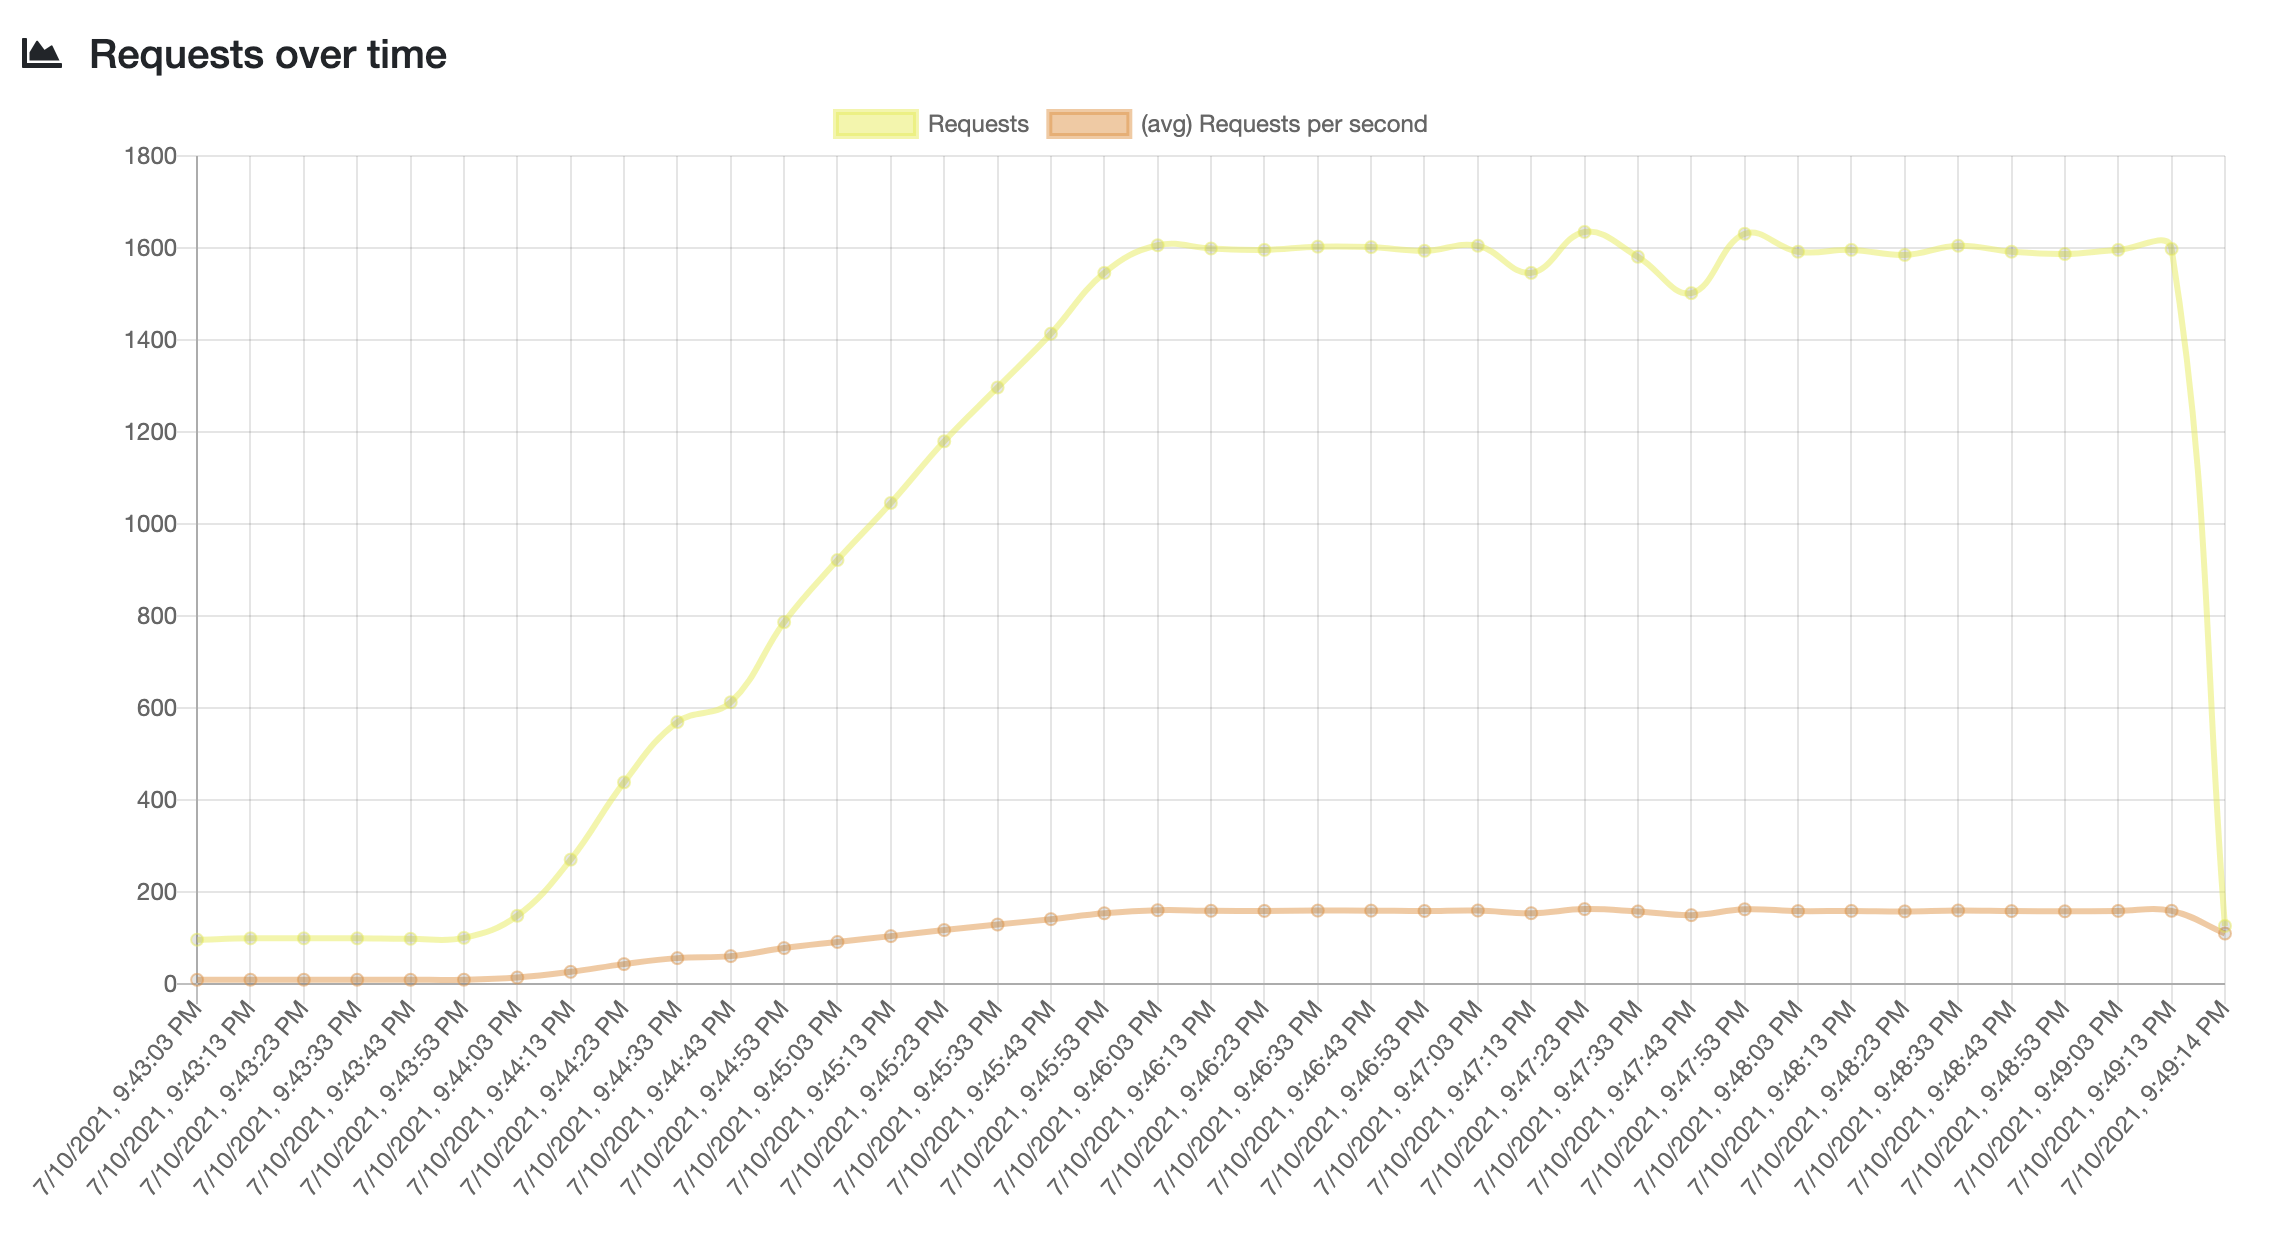 Requests over time
Requests (avg) Requests per second
1800
1600
1400
1200
1000
800
600
400
200
0
7/10/2021, 9:43:03 PM
7/10/2021, 9:43:13 PM
7/10/2021, 9:43:23 PM
7/10/2021, 9:43:33 PM
7/10/2021, 9:43:43 PM
7/10/2021, 9:43:53 PM
7/10/2021, 9:44:03 PM
7/10/2021, 9:44:13 PM
7/10/2021, 9:44:23 PM
7/10/2021, 9:44:33 PM
7/10/2021, 9:44:43 PM
7/10/2021, 9:44:53 PM
7/10/2021, 9:45:03 PM
7/10/2021, 9:45:13 PM
7/10/2021, 9:45:23 PM
7/10/2021, 9:45:33 PM
7/10/2021, 9:45:43 PM
7/10/2021, 9:45:53 PM
7/10/2021, 9:46:03 PM
7/10/2021, 9:46:13 PM
7/10/2021, 9:46:23 PM
7/10/2021, 9:46:33 PM
7/10/2021, 9:46:43 PM
7/10/2021, 9:46:53 PM
7/10/2021, 9:47:03 PM
7/10/2021, 9:47:13 PM
7/10/2021, 9:47:23 PM
7/10/2021, 9:47:33 PM
7/10/2021, 9:47:43 PM
7/10/2021, 9:47:53 PM
7/10/2021, 9:48:03 PM
7/10/2021, 9:48:13 PM
7/10/2021, 9:48:23 PM
7/10/2021, 9:48:33 PM
7/10/2021, 9:48:43 PM
7/10/2021, 9:48:53 PM
7/10/2021, 9:49:03 PM
7/10/2021, 9:49:13 PM
7/10/2021, 9:49:14 PM